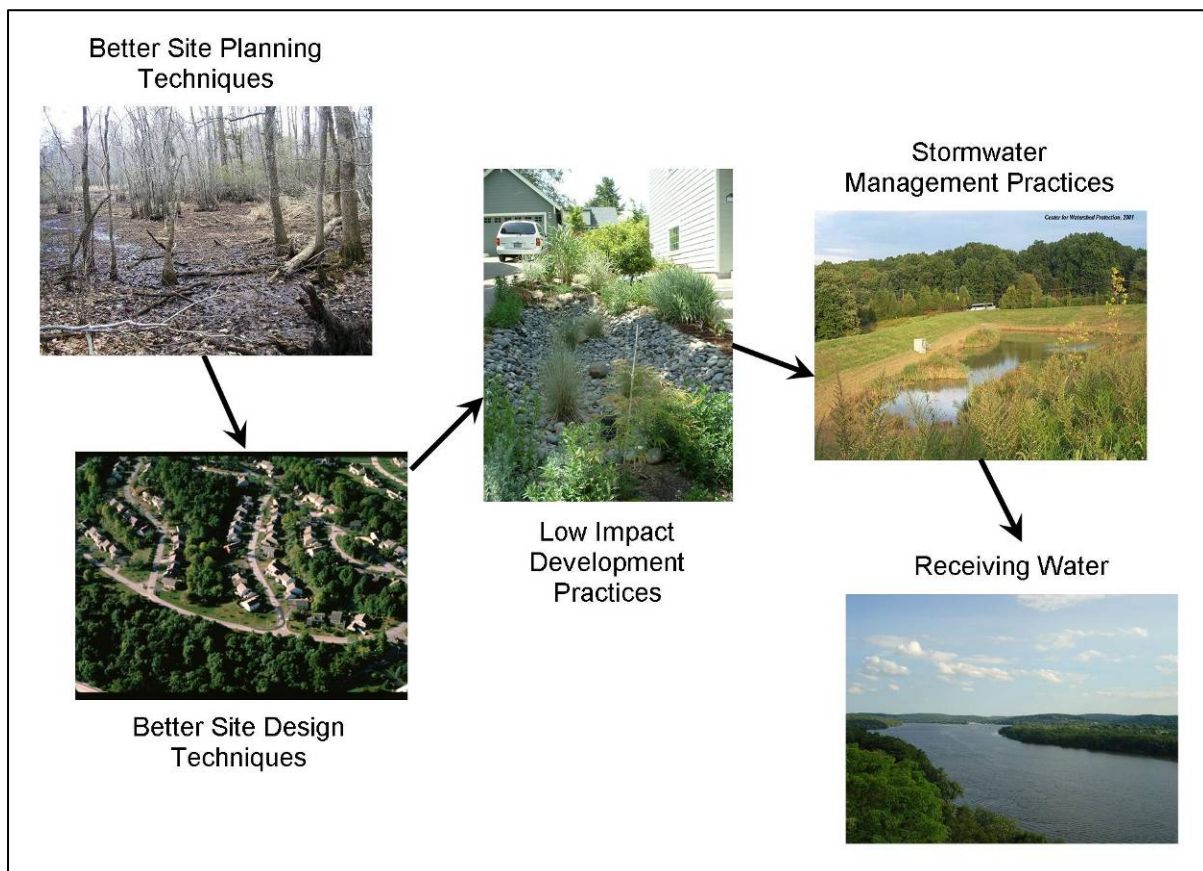 Better Site Planning
Techniques
Better Site Design
Techniques
Low Impact
Development
Practices
Stormwater
Management Practices
Center for Watershed Protection, 2001
Receiving Water